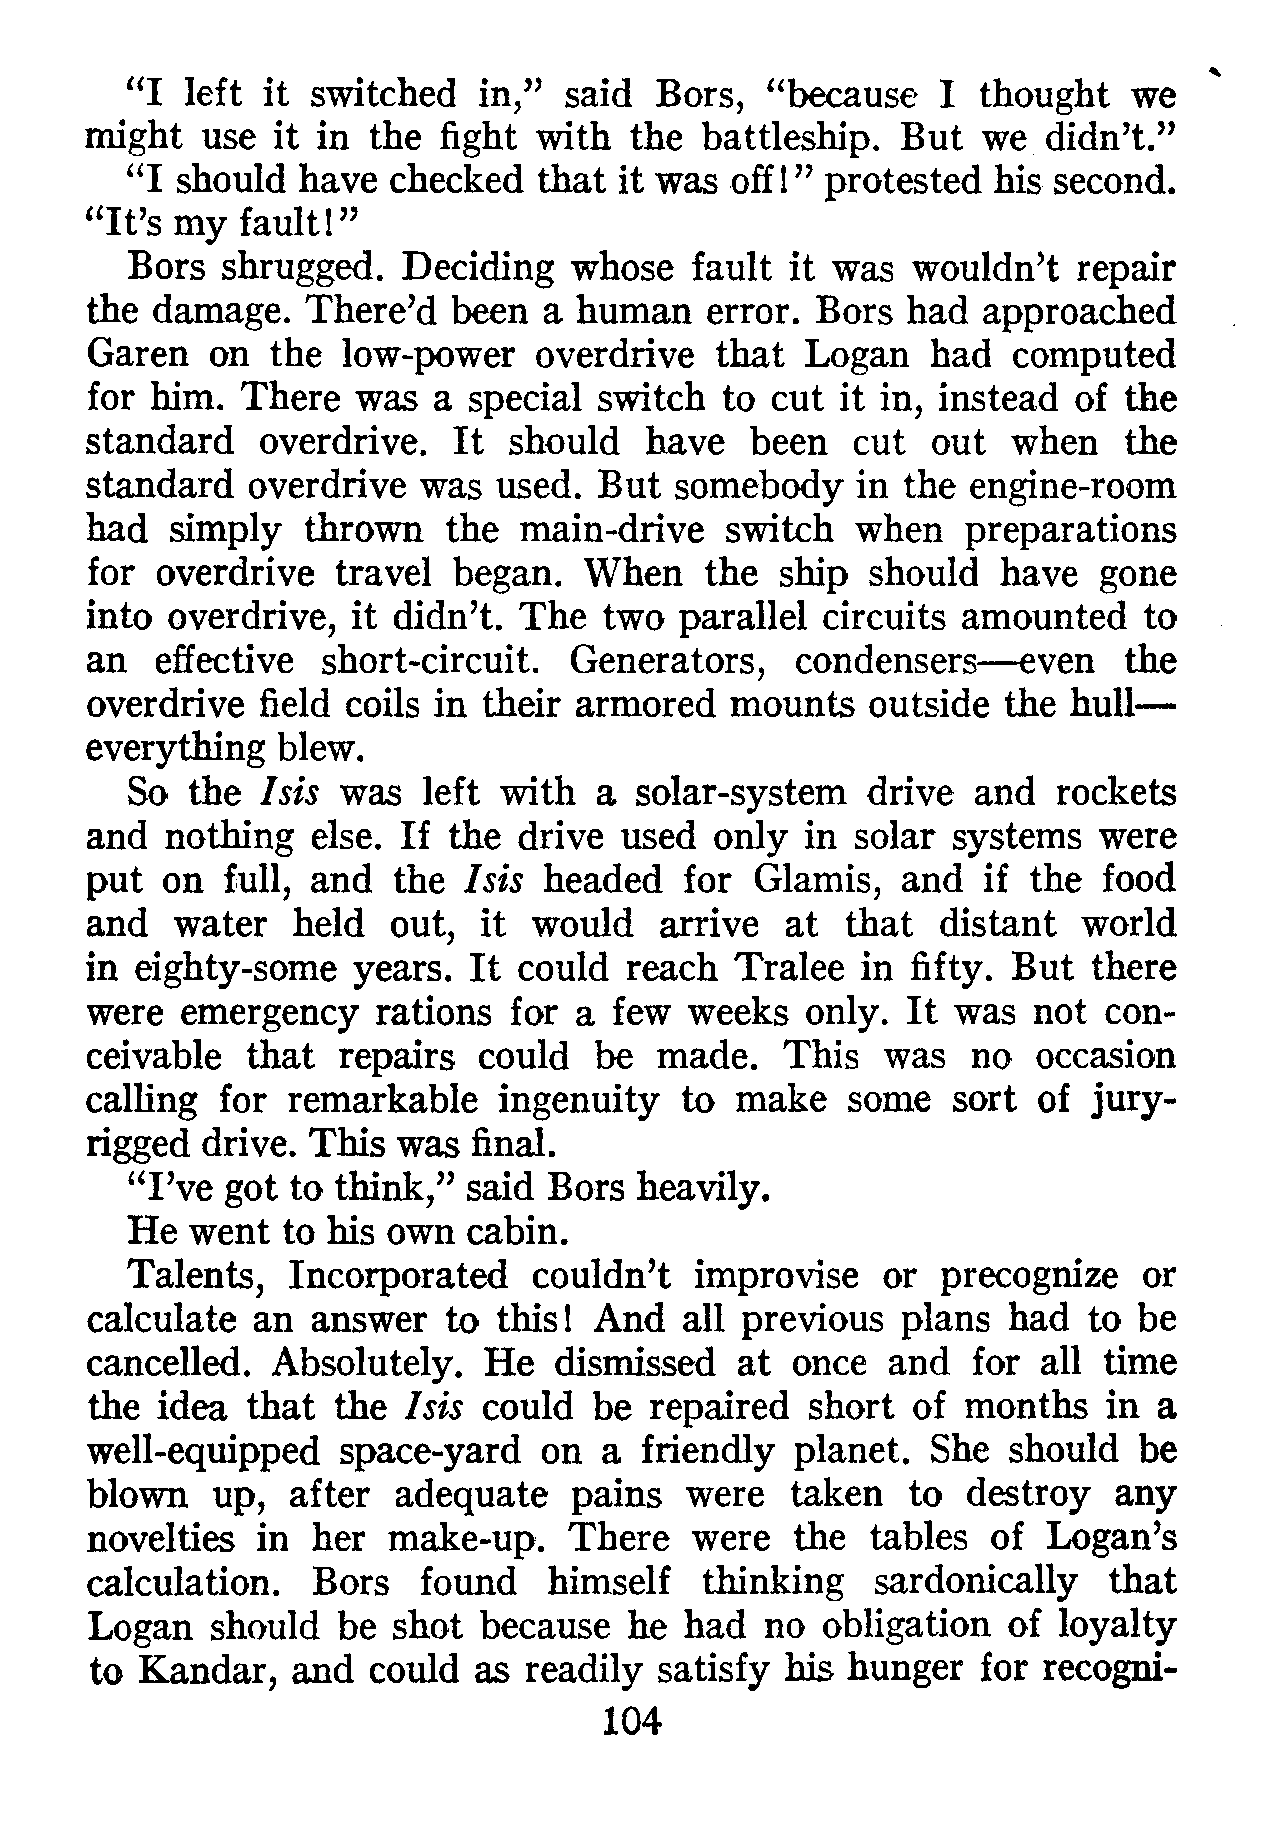 “I left it switched in,” said Bors, “because I thought we
might use it in the fight with the battleship. But we didn’t.”
“I should have checked that it was off!” protested his second.
“It’s my fault!”
Bors shrugged. Deciding whose fault it was wouldn’t repair
the damage. There’d been a human error. Bors had approached
Garen on the low-power overdrive that Logan had computed
for him. There was a special switch to cut it in, instead of the
standard overdrive. It should have been cut out when the
standard overdrive was used. But somebody in the engine-room
had simply thrown the main-drive switch when preparations
for overdrive travel began. When the ship should have gone
into overdrive, it didn’t. The two parallel circuits amounted to
an effective short-circuit. Generators, condensers—even the
overdrive field coils in their armored mounts outside the hull—
everything blew.
So the Isis was left with a solar-system drive and rockets
and nothing else. If the drive used only in solar systems were
put on full, and the Isis headed for Glamis, and if the food
and water held out, it would arrive at that distant world
in eighty-some years. It could reach Tralee in fifty. But there
were emergency rations for a few weeks only. It was not con-
ceivable that repairs could be made. This was no occasion
calling for remarkable ingenuity to make some sort of jury-
rigged drive. This was final.
“I’ve got to think,” said Bors heavily.
He went to his own cabin.
Talents, Incorporated couldn’t improvise or precognize or
calculate an answer to this! And all previous plans had to be
cancelled. Absolutely. He dismissed at once and for all time
the idea that the Isis could be repaired short of months in a
well-equipped space-yard on a friendly planet. She should be
blown up, after adequate pains were taken to destroy any
novelties in her make-up. There were the tables of Logan’s
calculation. Bors found himself thinking sardonically that
Logan should be shot because he had no obligation of loyalty
to Kandar, and could as readily satisfy his hunger for recogni-
104